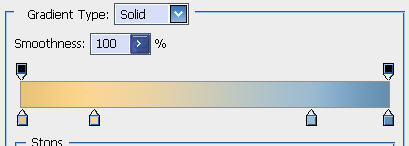 Gradient Type: Solid
Smoothness: 100 > %
Stops